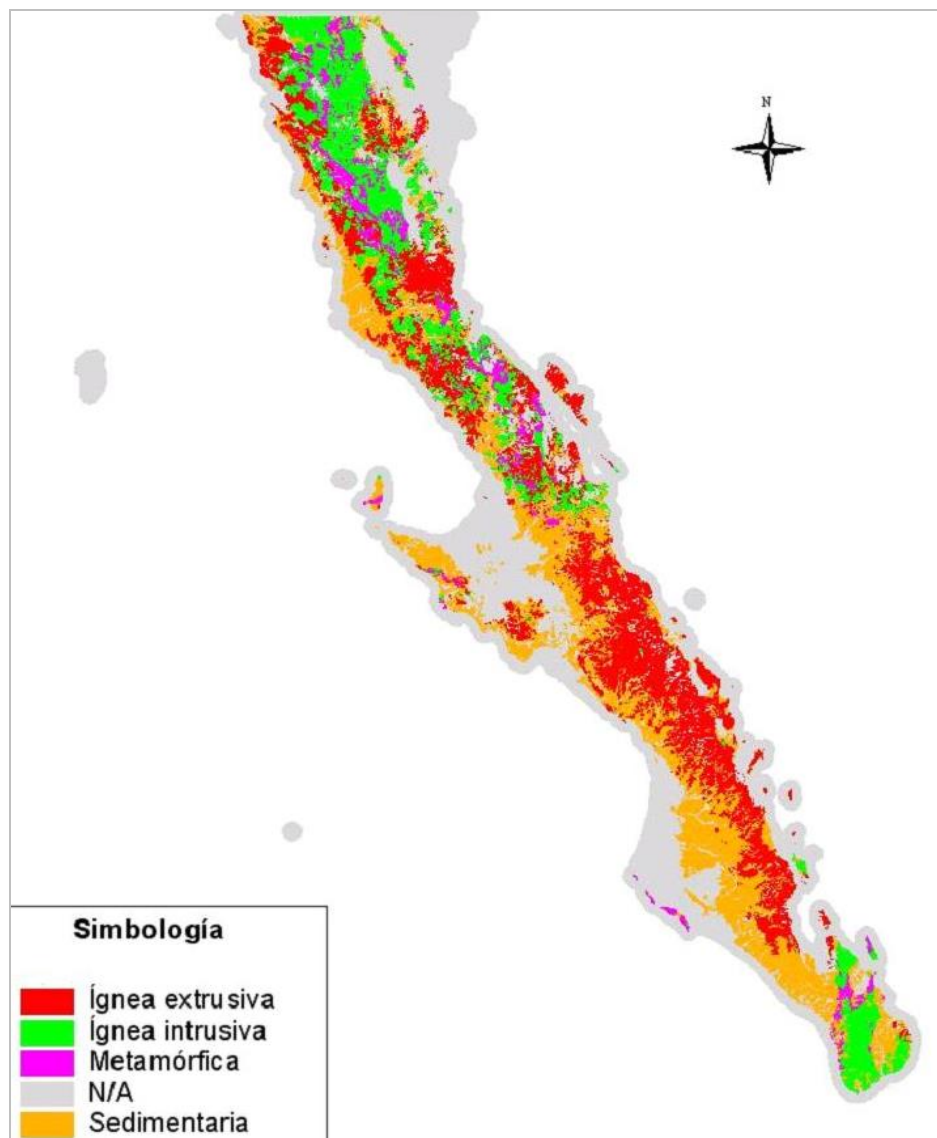 N
Simbología
Ígnea extrusiva
Ígnea intrusiva
Metamórfica
N/A
Sedimentaria